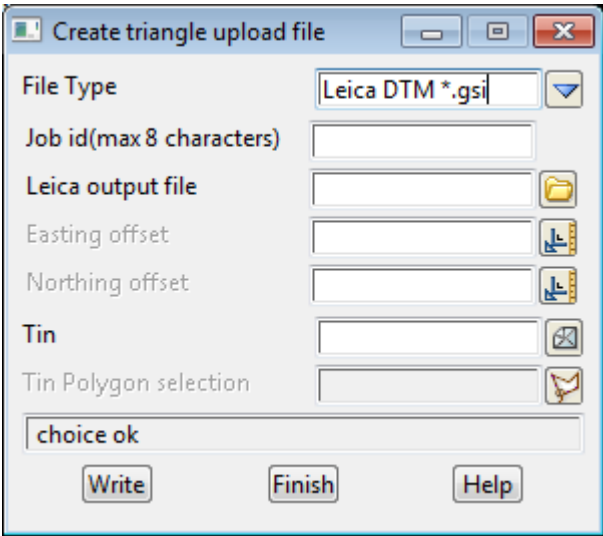 Create triangle upload file
File Type Leica DTM *.gsi
Job id(max 8 characters)
Leica output file
Easting offset
Northing offset
Tin
Tin Polygon selection
choice ok
Write Finish Help